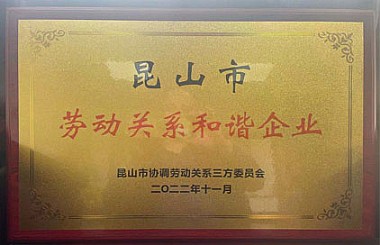 昆山市
劳动关系和谐企业
昆山市协调劳动关系三方委员会
二〇二二年十一月